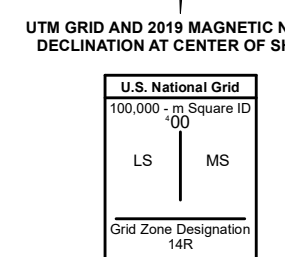 UTM GRID AND 2019 MAGNETIC N
DECLINATION AT CENTER OF SH
U.S. National Grid
100,000 - m Square ID
⁴00
LS MS
Grid Zone Designation
14R